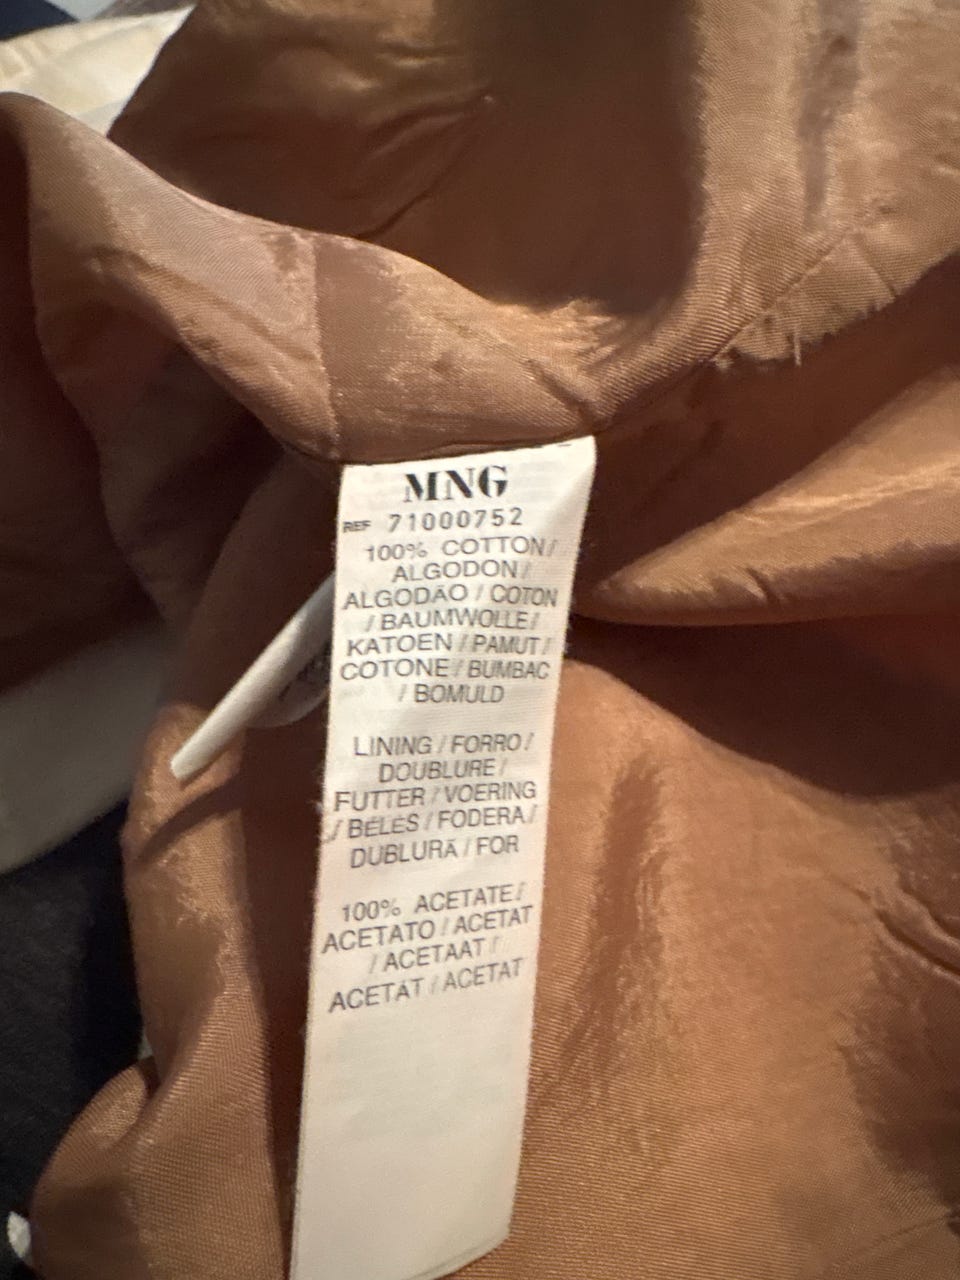 MNG
REF 71000752
100% COTTON /
ALGODON /
ALGODÃO / COTON
/ BAUMWOLLE /
KATOEN / PAMUT /
COTONE / BUMBAC
/ BOMULD
LINING / FORRO /
DOUBLURE /
FUTTER / VOERING
/ BÉLÉS / FODERA /
DUBLURĂ / FOR
100% ACETATE /
ACETATO / ACETAT
/ ACETAAT /
ACETÁT / ACETAT